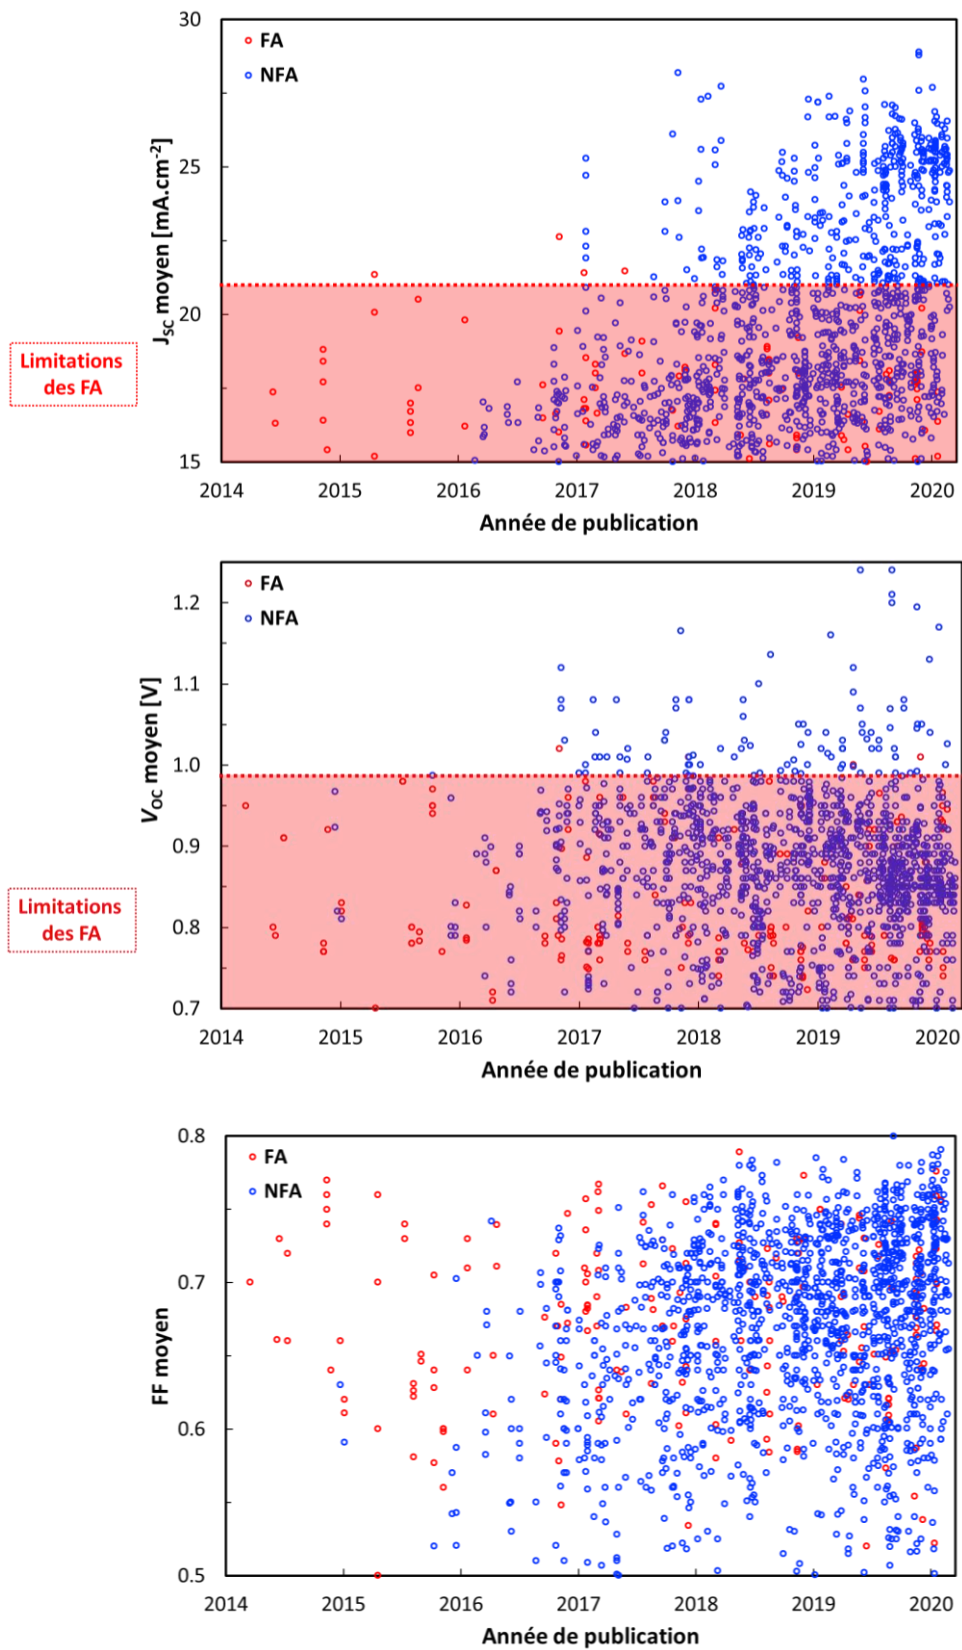 30
FA
NFA
25
20
15
J_SC moyen [mA.cm⁻²]
Limitations
des FA
2014 2015 2016 2017 2018 2019 2020
Année de publication
FA
NFA
1.2
1.1
1.0
0.9
0.8
0.7
V_OC moyen [V]
Limitations
des FA
2014 2015 2016 2017 2018 2019 2020
Année de publication
0.8
FA
NFA
0.7
0.6
0.5
FF moyen
2014 2015 2016 2017 2018 2019 2020
Année de publication